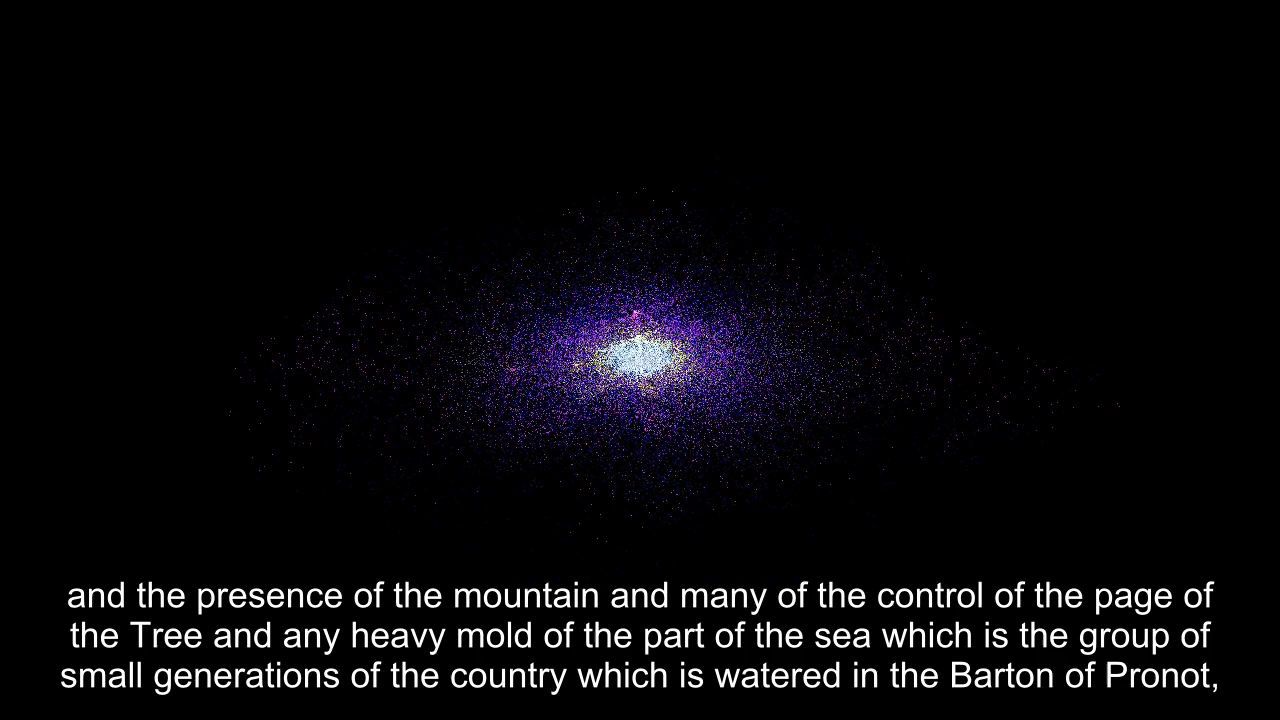 and the presence of the mountain and many of the control of the page of
the Tree and any heavy mold of the part of the sea which is the group of
small generations of the country which is watered in the Barton of Pronot,